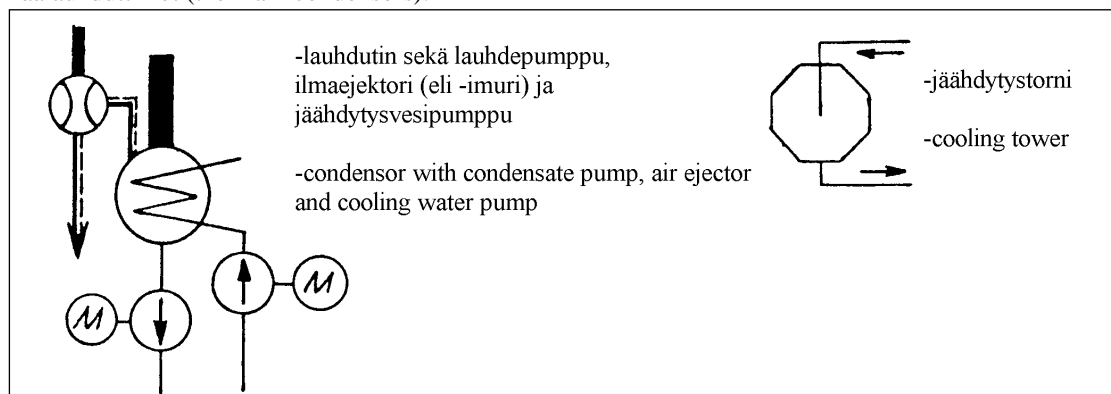 -lauhdutin sekä lauhdepumppu,
ilmaejektori (eli -imuri) ja
jäähdytysvesipumppu
-condensor with condensate pump, air ejector
and cooling water pump
M
M
-jäähdytystorni
-cooling tower